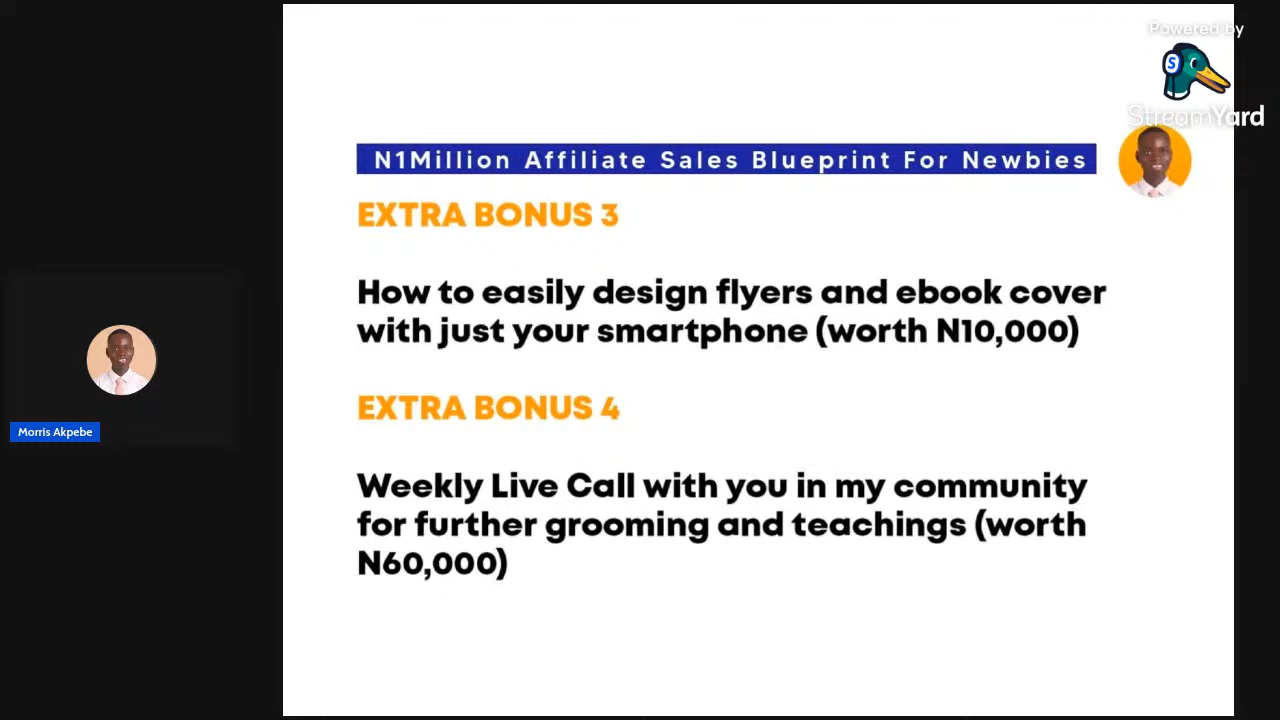 Powered by
S
StreamYard
N1Million Affiliate Sales Blueprint For Newbies
EXTRA BONUS 3
How to easily design flyers and ebook cover
with just your smartphone (worth N10,000)
EXTRA BONUS 4
Weekly Live Call with you in my community
for further grooming and teachings (worth
N60,000)
Morris Akpebe